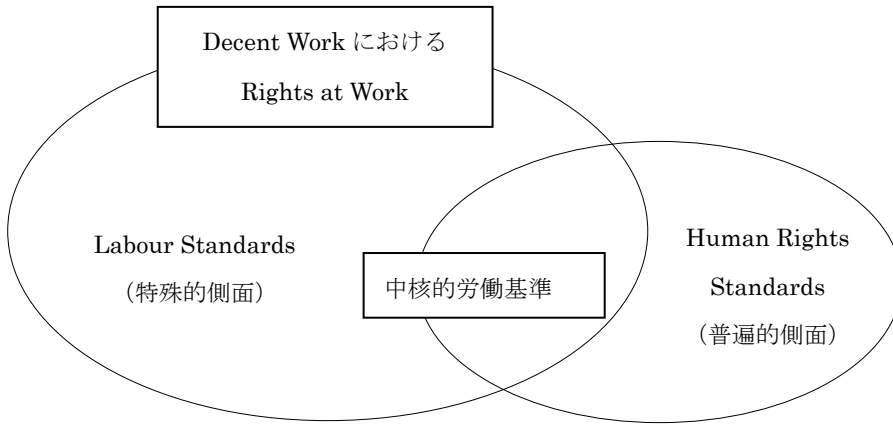 Decent Work における
Rights at Work
Labour Standards
（特殊的側面）
中核的労働基準
Human Rights
Standards
（普遍的側面）